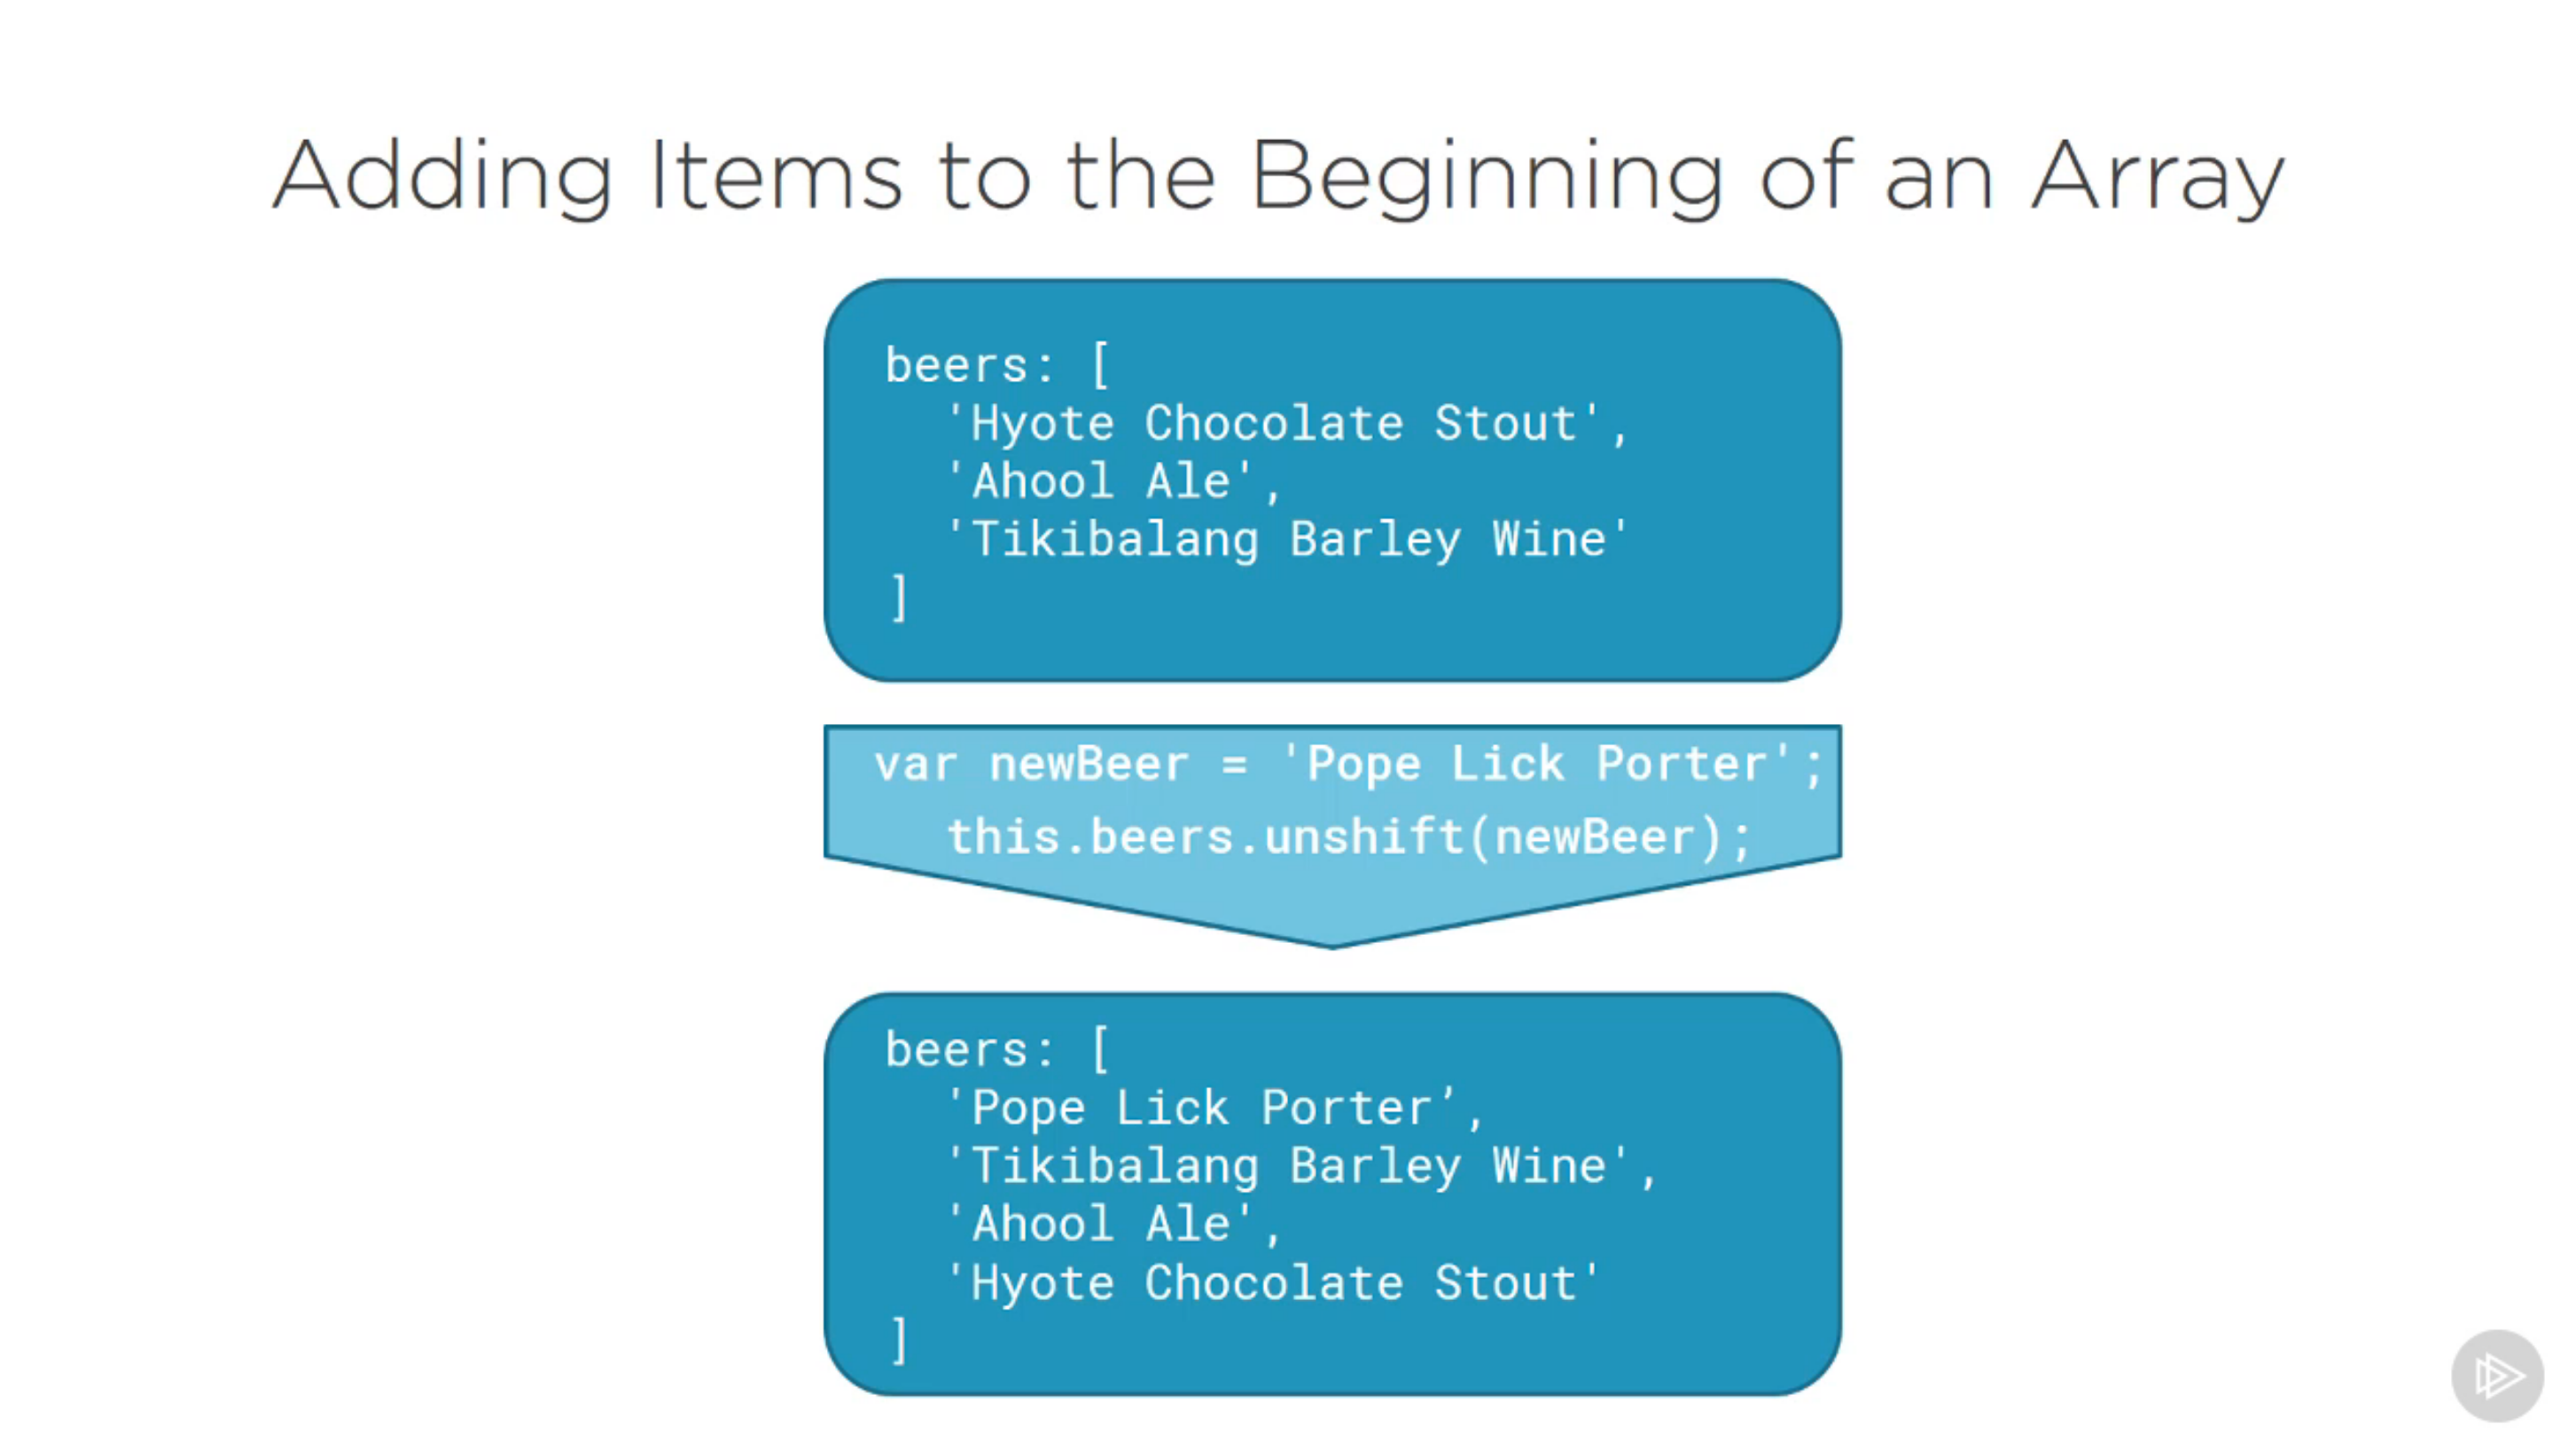 Adding Items to the Beginning of an Array
beers: [
'Hyote Chocolate Stout',
'Ahool Ale',
'Tikibalang Barley Wine'
]
var newBeer = 'Pope Lick Porter';
this.beers.unshift(newBeer);
beers: [
'Pope Lick Porter’,
'Tikibalang Barley Wine',
'Ahool Ale',
'Hyote Chocolate Stout'
]